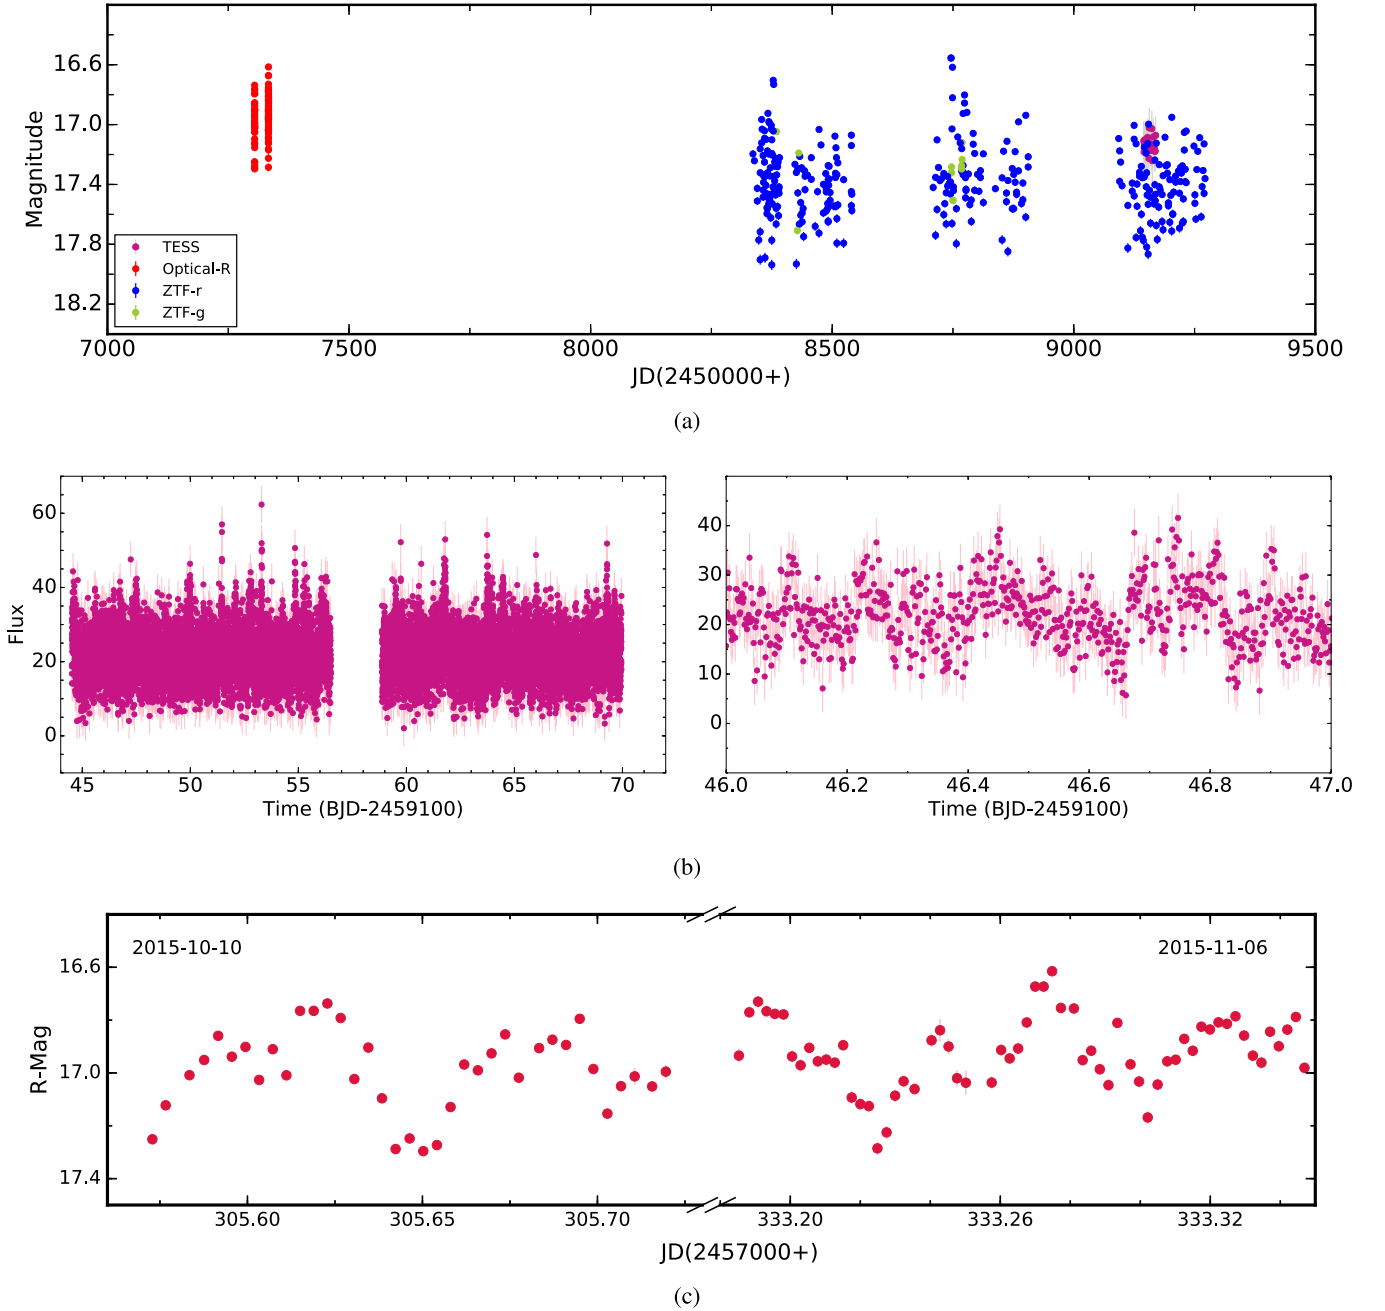 16.6
17.0
17.4
17.8
18.2
Magnitude
TESS
Optical-R
ZTF-r
ZTF-g
7000 7500 8000 8500 9000 9500
JD(2450000+)
(a)
60
50
40
30
20
10
0
Flux
45 50 55 60 65 70
Time (BJD-2459100)
50
40
30
20
10
0
46.0 46.2 46.4 46.6 46.8 47.0
Time (BJD-2459100)
(b)
2015-10-10 2015-11-06
16.6
17.0
17.4
R-Mag
305.60 305.65 305.70 333.20 333.26 333.32
JD(2457000+)
(c)